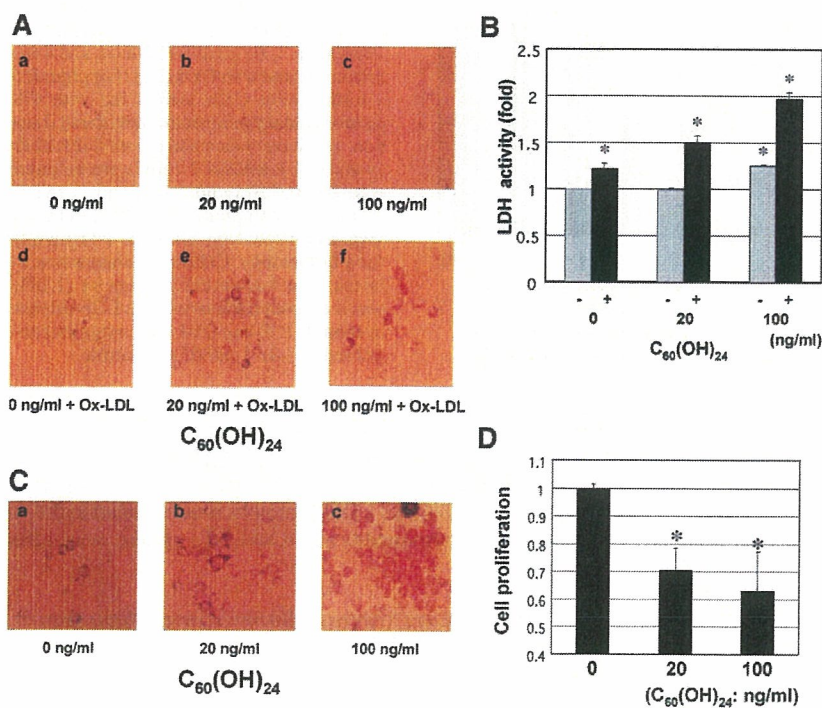 A
a b c
0 ng/ml 20 ng/ml 100 ng/ml
d e f
0 ng/ml + Ox-LDL 20 ng/ml + Ox-LDL 100 ng/ml + Ox-LDL
C₆₀(OH)₂₄
B
LDH activity (fold)
2.5
2
1.5
1
0.5
0
- + - + - +
0 20 100
(ng/ml)
C₆₀(OH)₂₄
C
a b c
0 ng/ml 20 ng/ml 100 ng/ml
C₆₀(OH)₂₄
D
Cell proliferation
1.1
1
0.9
0.8
0.7
0.6
0.5
0.4
* *
0 20 100
(C₆₀(OH)₂₄: ng/ml)